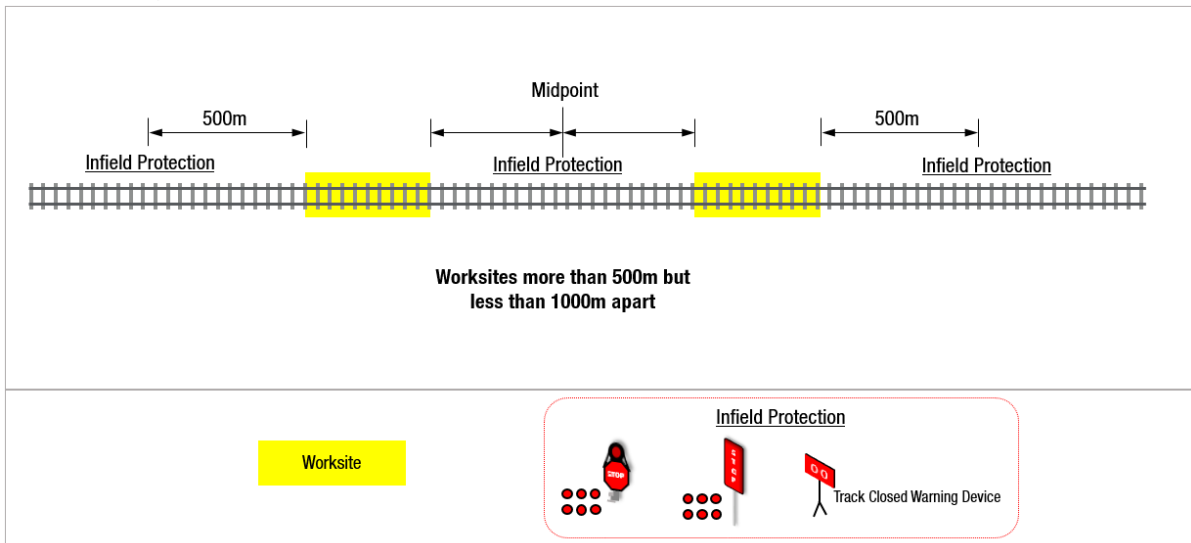 Midpoint
500m
500m
Infield Protection
Infield Protection
Infield Protection
Worksites more than 500m but
less than 1000m apart
Infield Protection
Worksite
STOP
STOP
Track Closed Warning Device